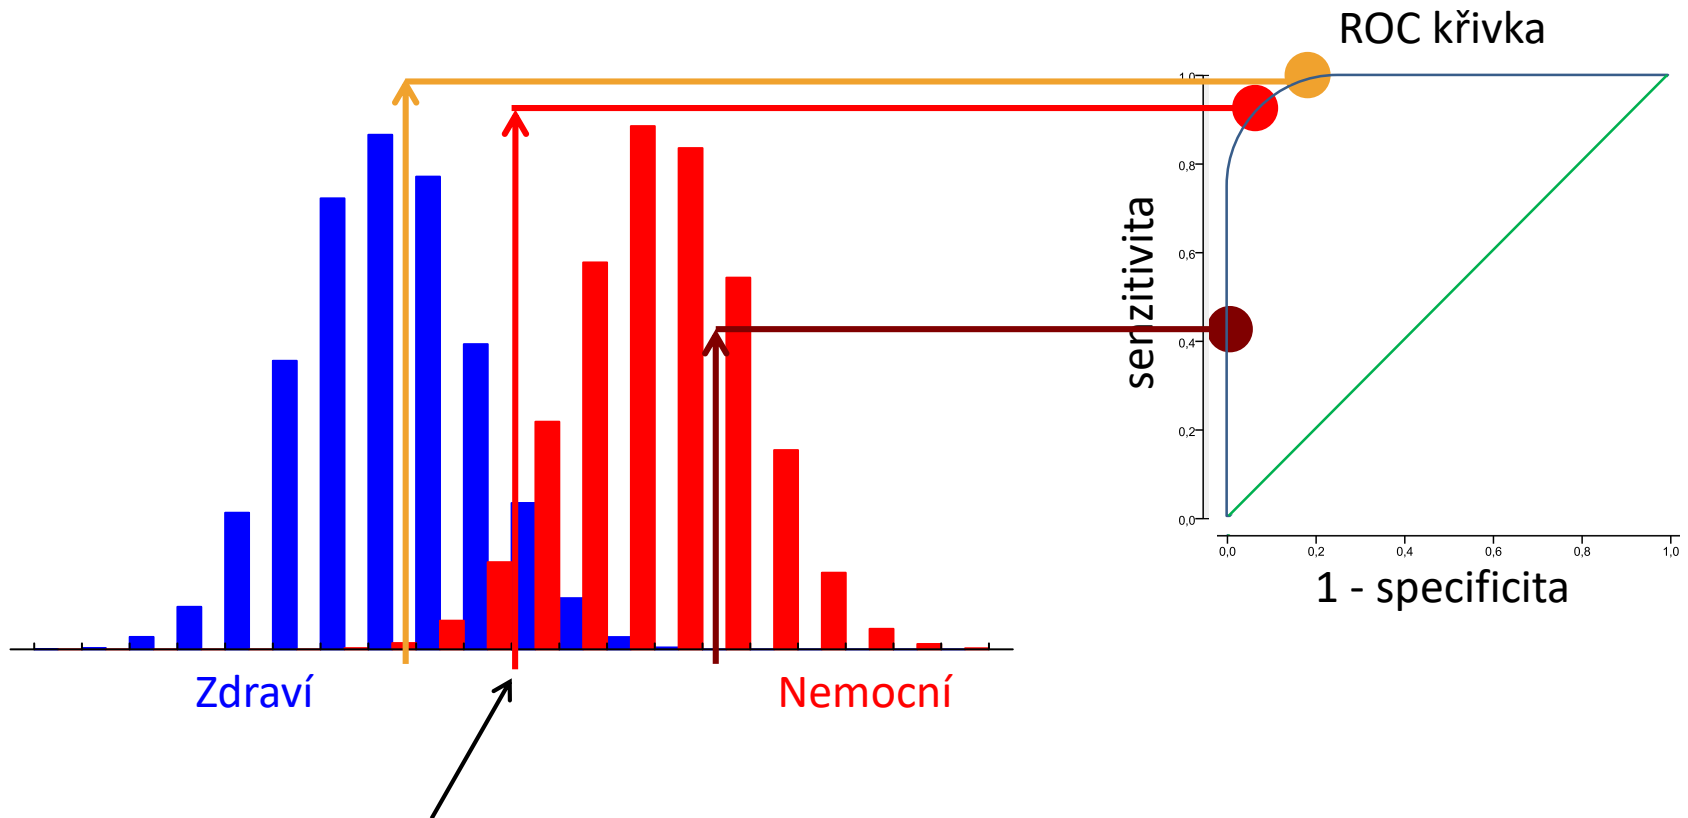 ROC křivka
senzitivita
1,0
0,8
0,6
0,4
0,2
0,0
0,0 0,2 0,4 0,6 0,8 1,0
1 - specificita
Zdraví
Nemocní